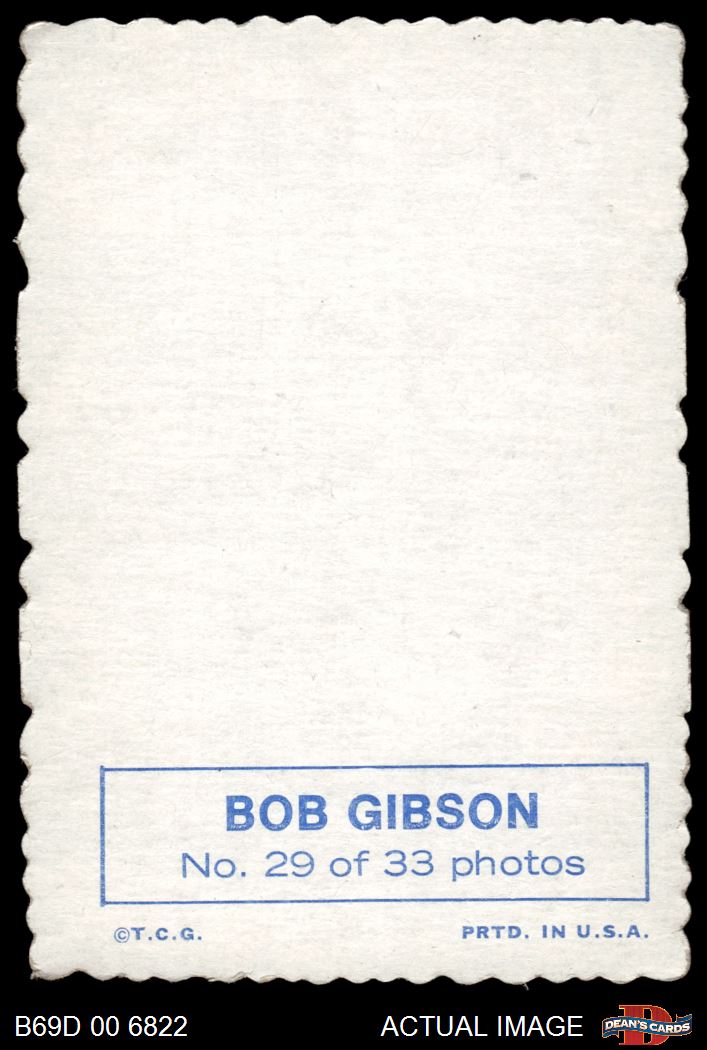 BOB GIBSON
No. 29 of 33 photos
©T.C.G. PRTD. IN U.S.A.
B69D 00 6822 ACTUAL IMAGE DEAN'S CARDS